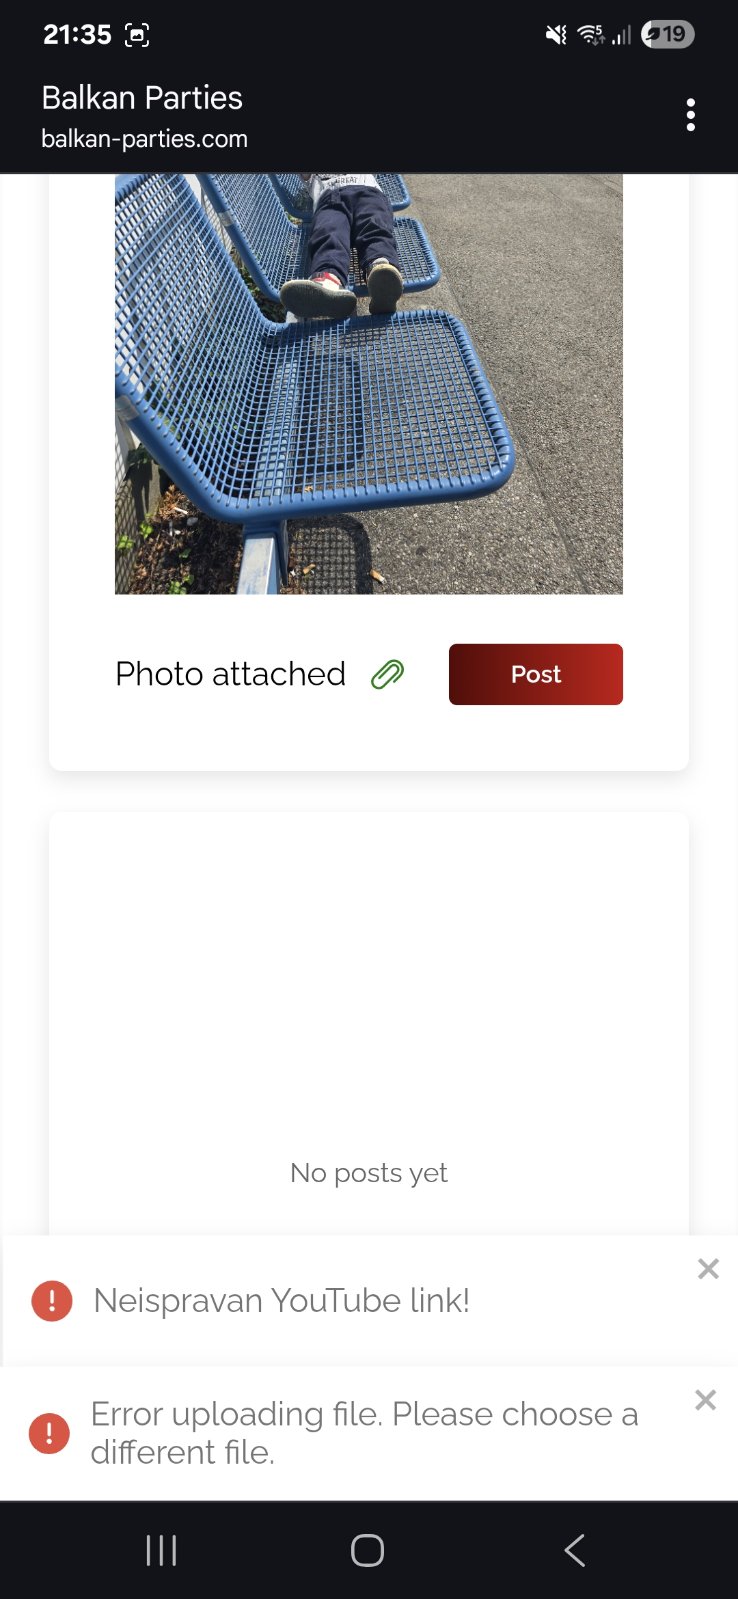 21:35
5
19
Balkan Parties
balkan-parties.com
Photo attached
Post
No posts yet
Neispravan YouTube link!
Error uploading file. Please choose a
different file.